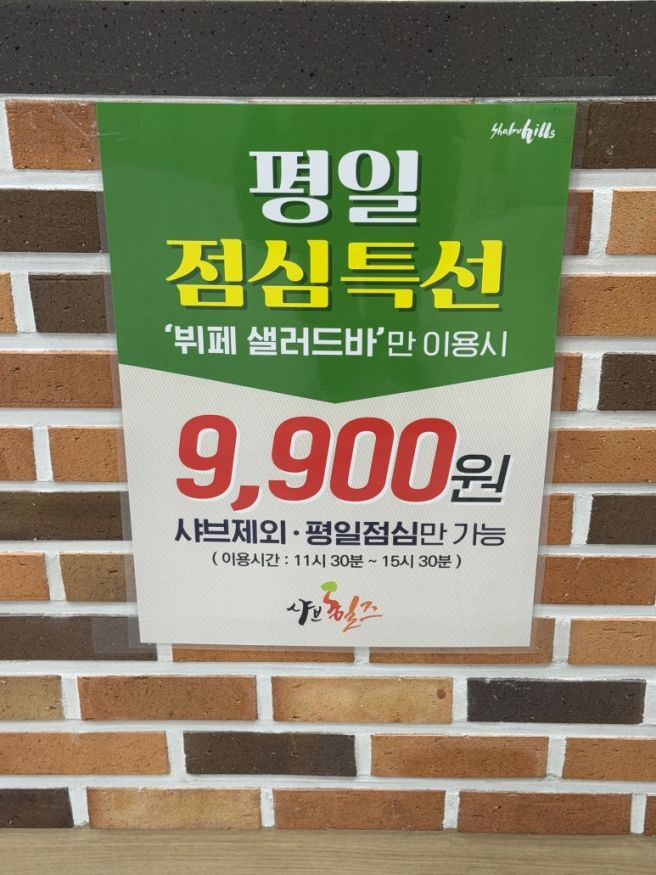 Shabu hills
평일
점심특선
‘뷔페 샐러드바’만 이용시
9,900원
샤브제외·평일점심만 가능
( 이용시간 : 11시 30분 ~ 15시 30분 )
샤브힐즈